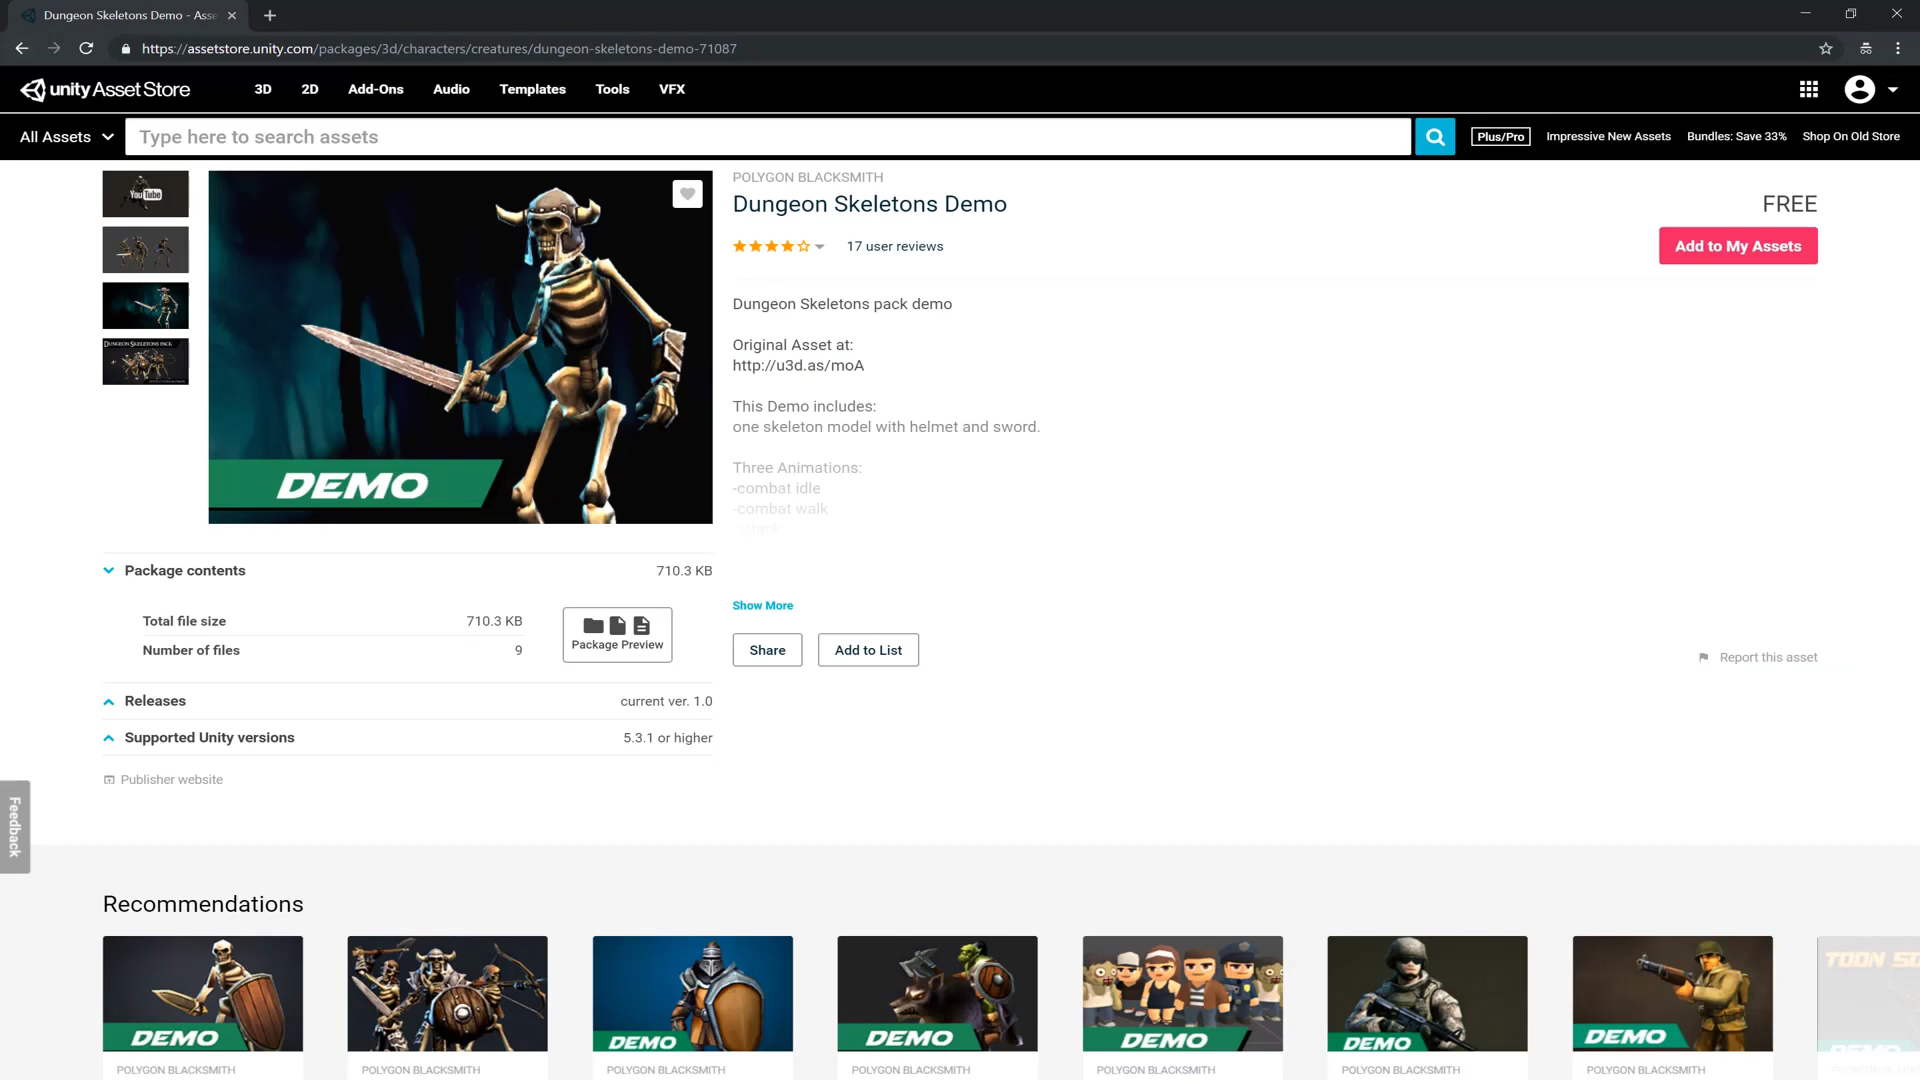 Dungeon Skeletons Demo - Asse
https://assetstore.unity.com/packages/3d/characters/creatures/dungeon-skeletons-demo-71087
unity Asset Store
3D
2D
Add-Ons
Audio
Templates
Tools
VFX
All Assets
Type here to search assets
Plus/Pro
Impressive New Assets
Bundles: Save 33%
Shop On Old Store
YouTube
DUNGEON SKELETONS PACK
DEMO
POLYGON BLACKSMITH
Dungeon Skeletons Demo
17 user reviews
FREE
Add to My Assets
Dungeon Skeletons pack demo
Original Asset at:
http://u3d.as/moA
This Demo includes:
one skeleton model with helmet and sword.
Three Animations:
-combat idle
-combat walk
Show More
Share
Add to List
Report this asset
Package contents
710.3 KB
Total file size
710.3 KB
Number of files
9
Package Preview
Releases
current ver. 1.0
Supported Unity versions
5.3.1 or higher
Publisher website
Feedback
Recommendations
DEMO
DEMO
DEMO
DEMO
DEMO
DEMO
TOON SO
DEMO
POLYGON BLACKSMITH
POLYGON BLACKSMITH
POLYGON BLACKSMITH
POLYGON BLACKSMITH
POLYGON BLACKSMITH
POLYGON BLACKSMITH
POLYGON BLACKSMITH